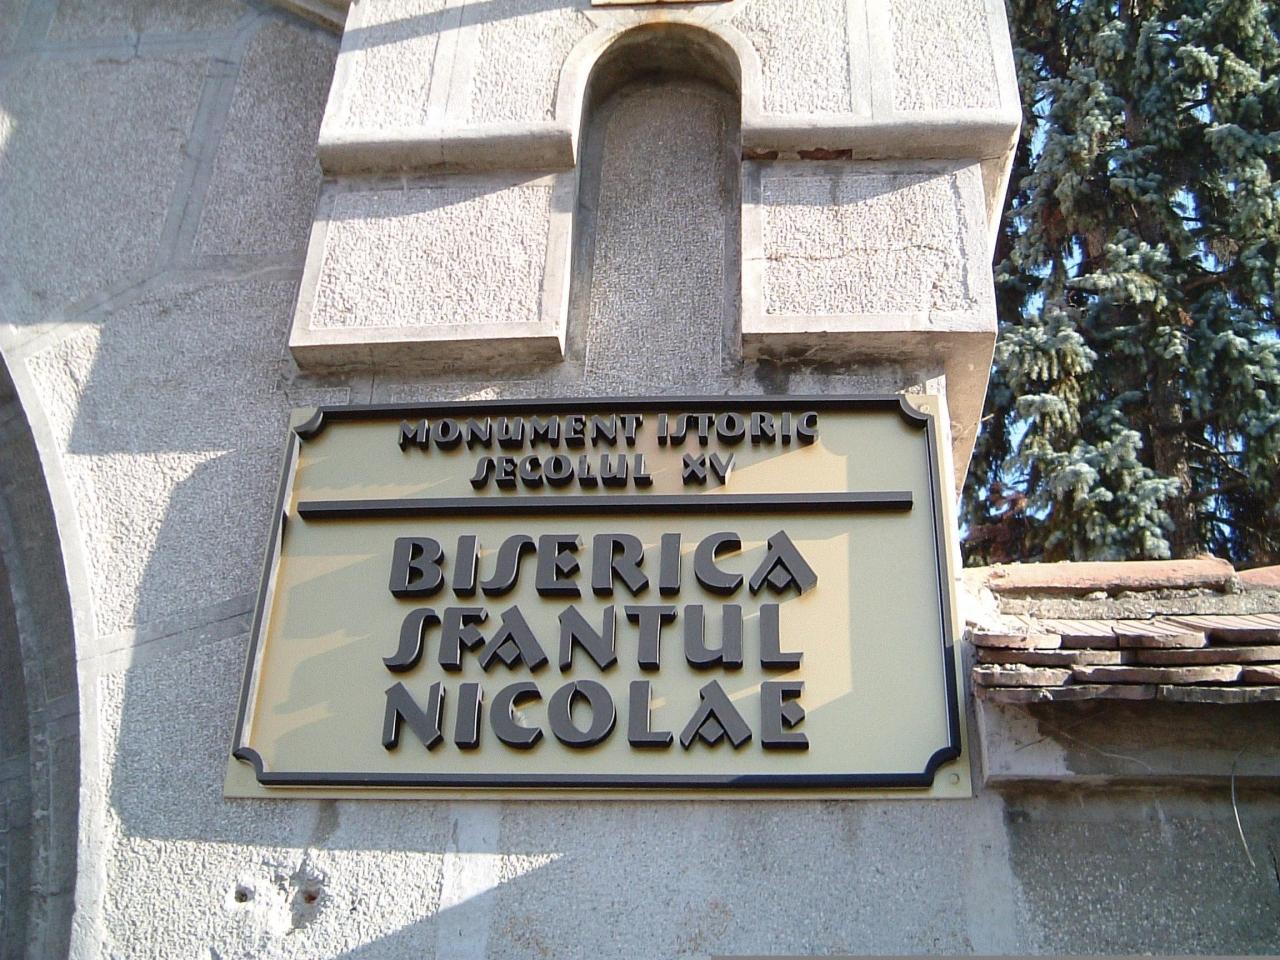 MONUMENT ISTORIC
SECOLUL XV
BISERICA
SFANTUL
NICOLAE